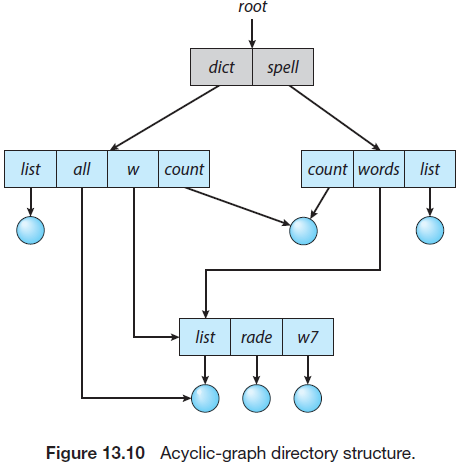 root
dict spell
list all w count count words list
list rade w7
Figure 13.10 Acyclic-graph directory structure.